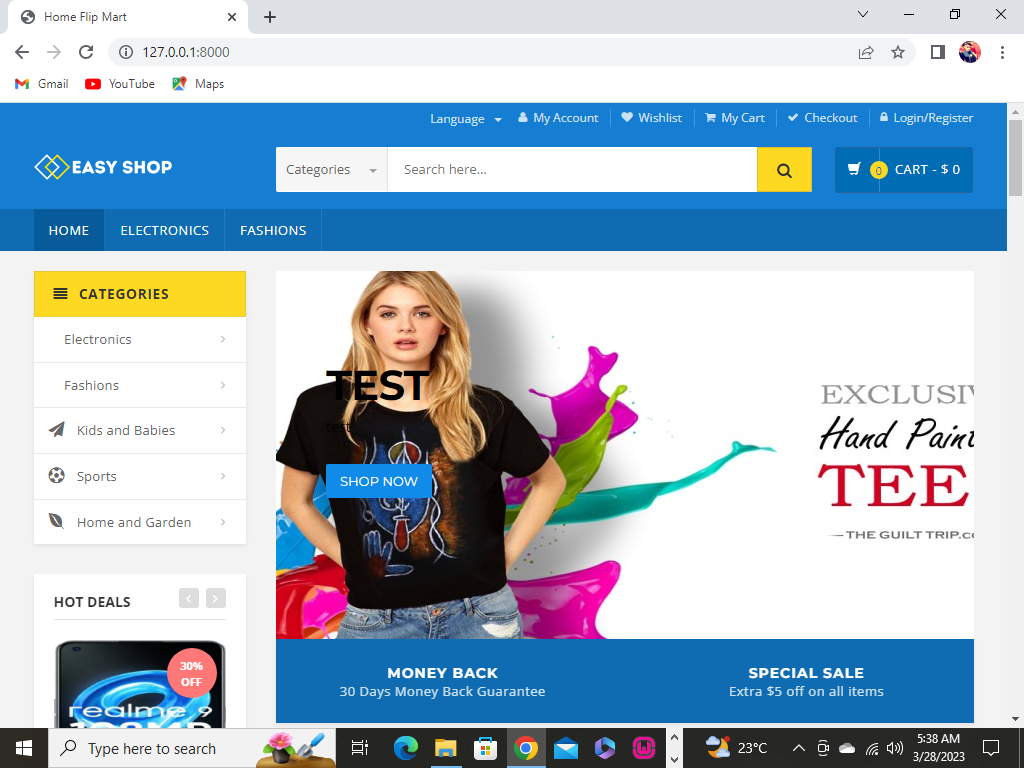 Home Flip Mart
127.0.0.1:8000
Gmail YouTube Maps
Language My Account Wishlist My Cart Checkout Login/Register
EASY SHOP
Categories Search here... 0 CART - $ 0
HOME ELECTRONICS FASHIONS
CATEGORIES
Electronics
Fashions
Kids and Babies
Sports
Home and Garden
TEST
test
SHOP NOW
EXCLUSIV
Hand Paint
TEE
THE GUILT TRIP.co
HOT DEALS
30%
OFF
realme 9
108MP
MONEY BACK
30 Days Money Back Guarantee
SPECIAL SALE
Extra $5 off on all items
Type here to search
23°C
5:38 AM
3/28/2023